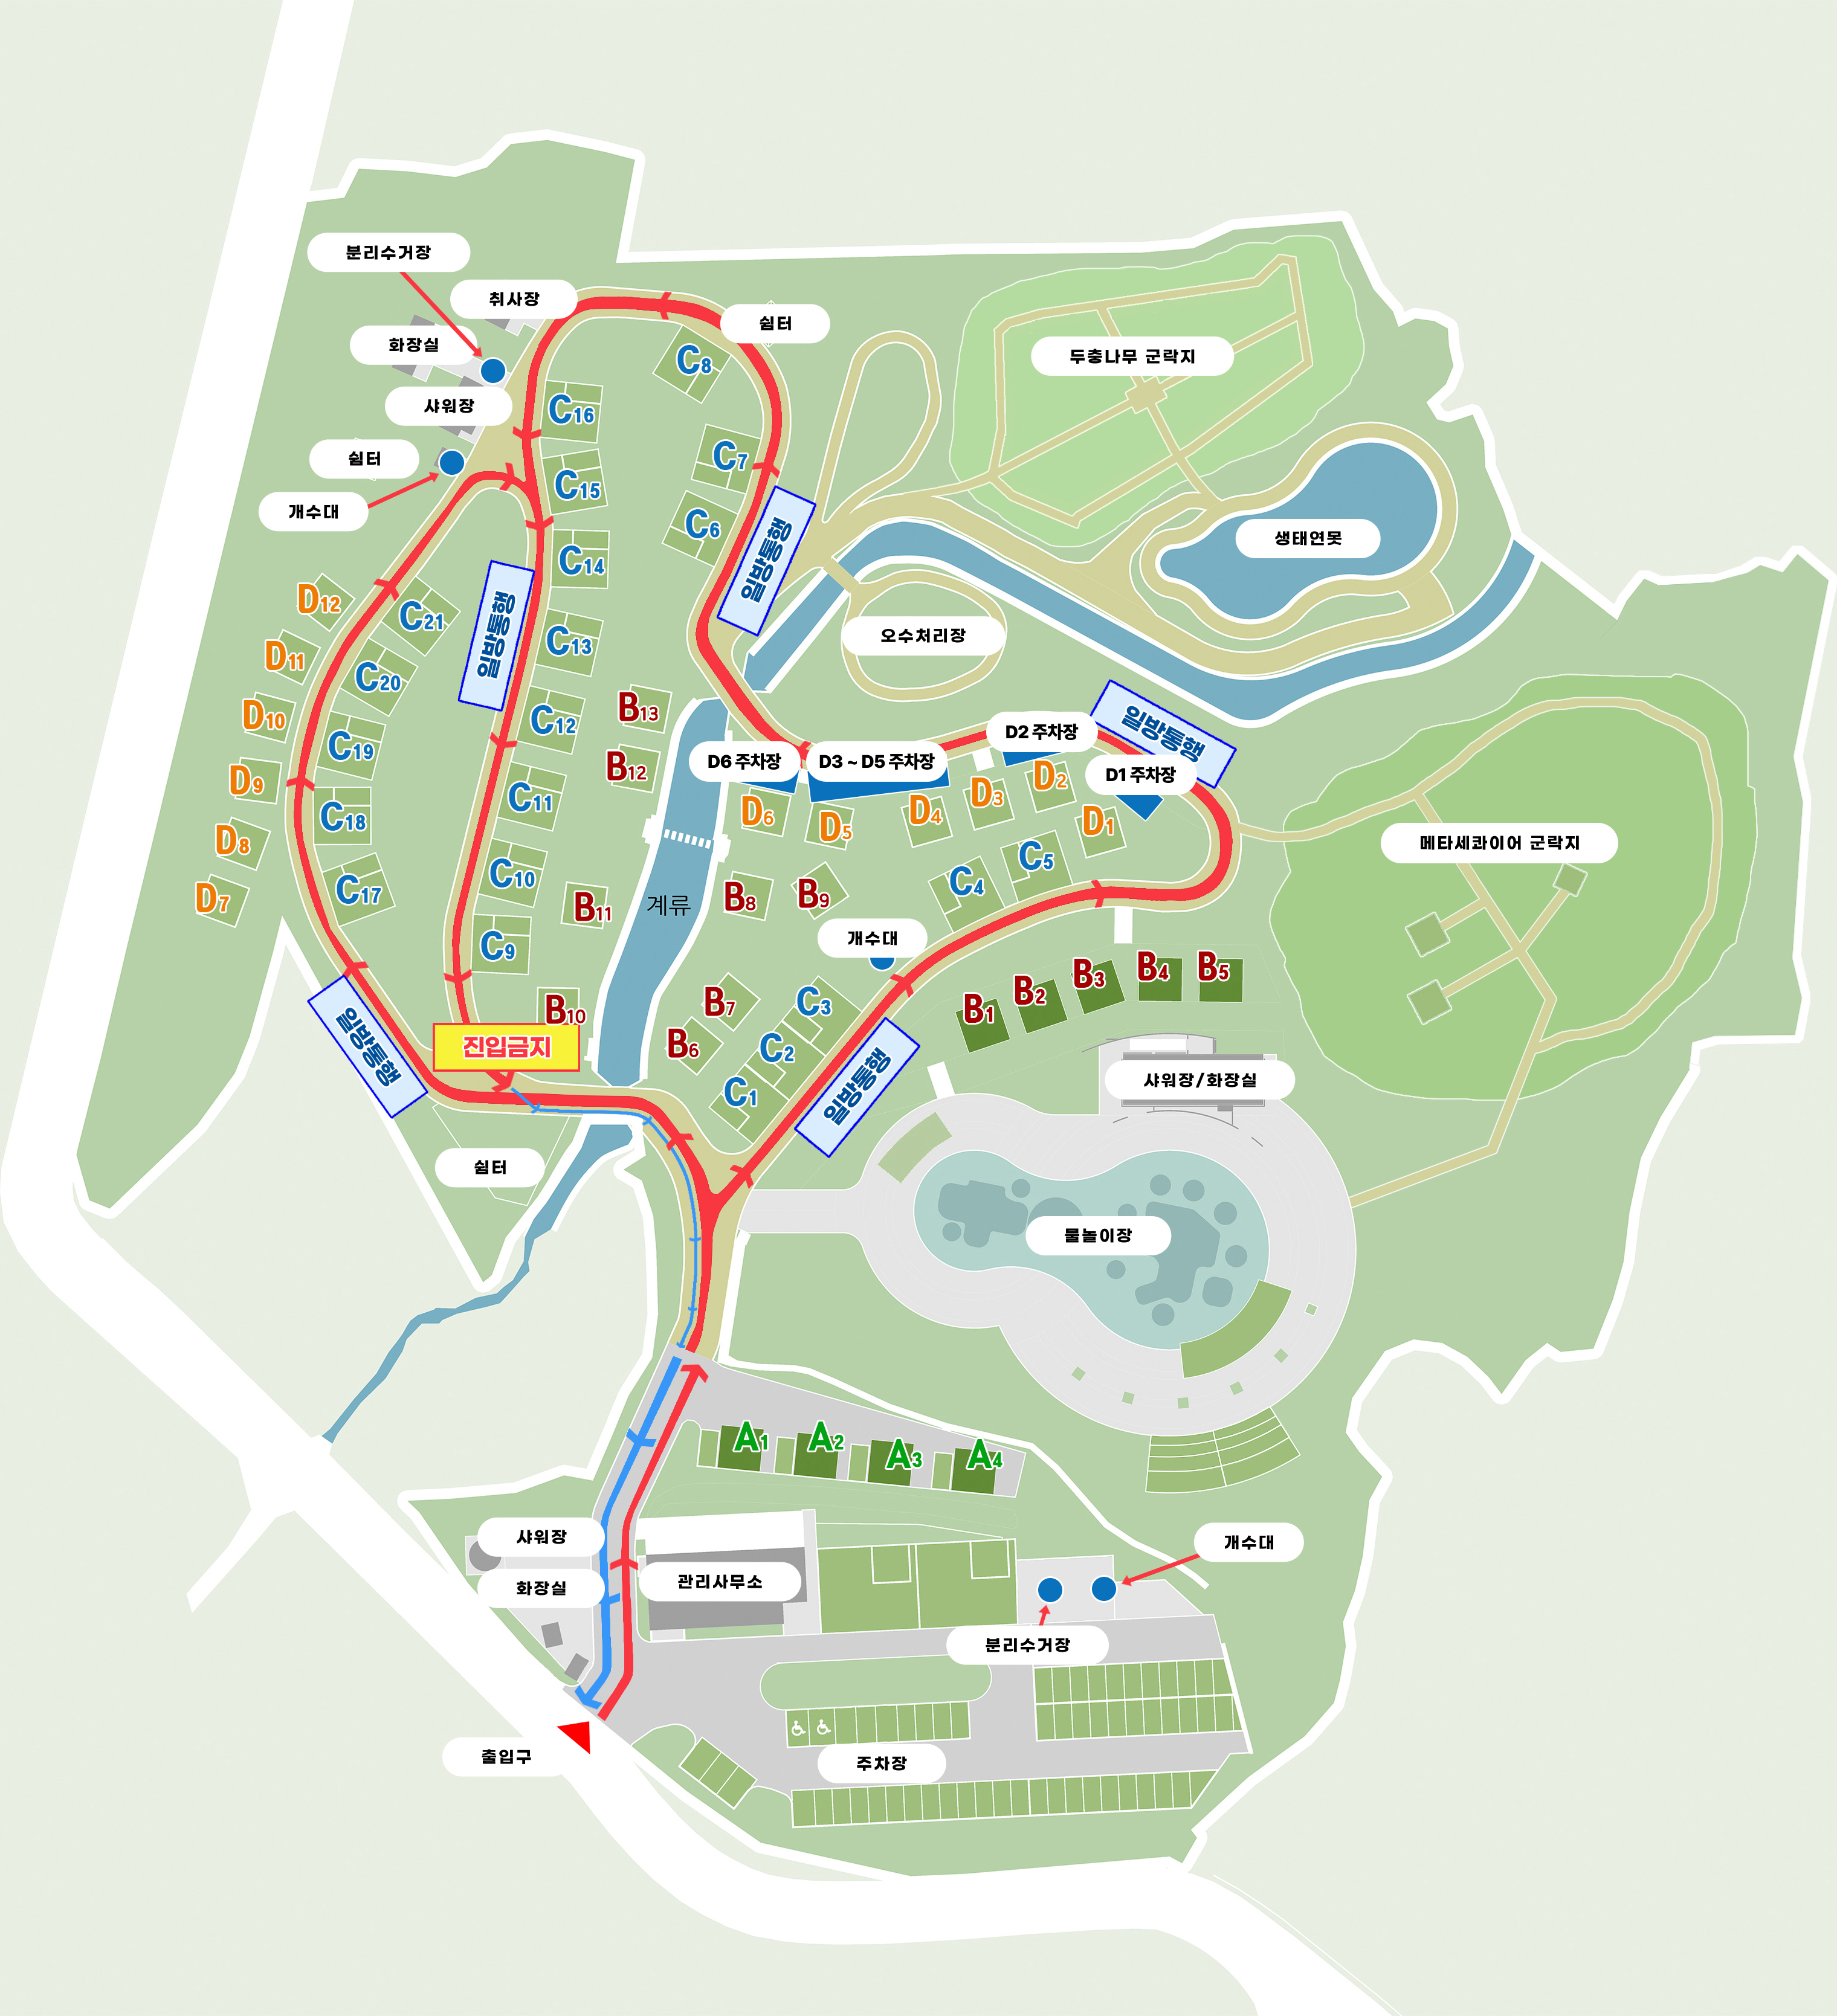 분리수거장
취사장
쉼터
화장실
C8
두충나무 군락지
샤워장
C16
쉼터
C7
C15
개수대
C6
생태연못
C14
일방통행
D12
일방통행
C21
오수처리장
D11
C13
C20
B13
D10
C12
일방통행
D2 주차장
C19
B12
D6 주차장
D3 ~ D5 주차장
D1 주차장
D9
D2
C11
D3
C18
D6
D4
D5
D1
D8
메타세콰이어 군락지
C5
C10
C4
C17
B8
B9
D7
B11
계류
개수대
C9
B4
B5
B3
B2
B7
C3
B1
B10
일방통행
진입금지
B6
C2
일방통행
샤워장/화장실
C1
쉼터
물놀이장
A1
A2
A3
A4
샤워장
개수대
관리사무소
화장실
분리수거장
출입구
주차장